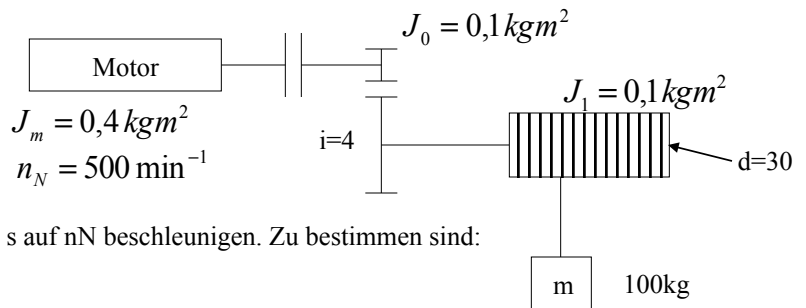 J₀ = 0,1 kgm²
Motor
J₁ = 0,1 kgm²
Jₘ = 0,4 kgm²
i=4
n_N = 500 min⁻¹
d=30
s auf nN beschleunigen. Zu bestimmen sind:
m 100kg